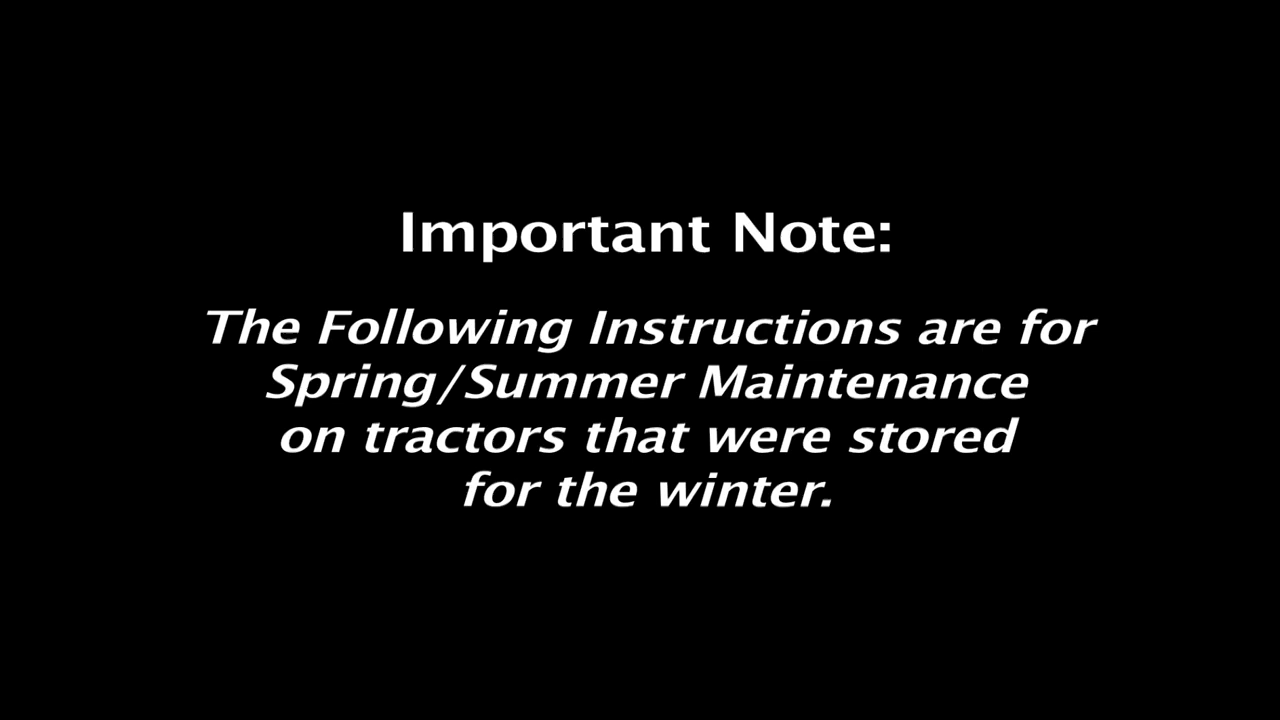 Important Note:
The Following Instructions are for
Spring/Summer Maintenance
on tractors that were stored
for the winter.